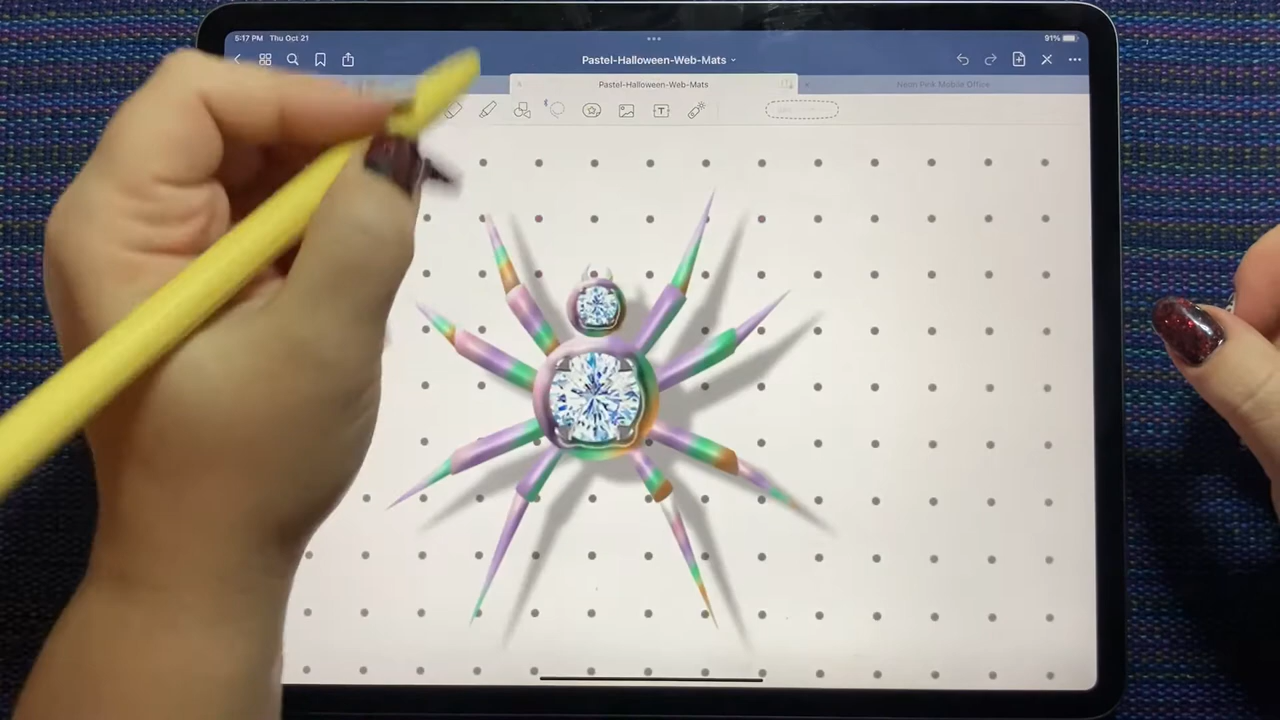 5:17 PM Thu Oct 21
91%
Pastel-Halloween-Web-Mats
Pastel-Halloween-Web-Mats
Neon Pink Mobile Office
T